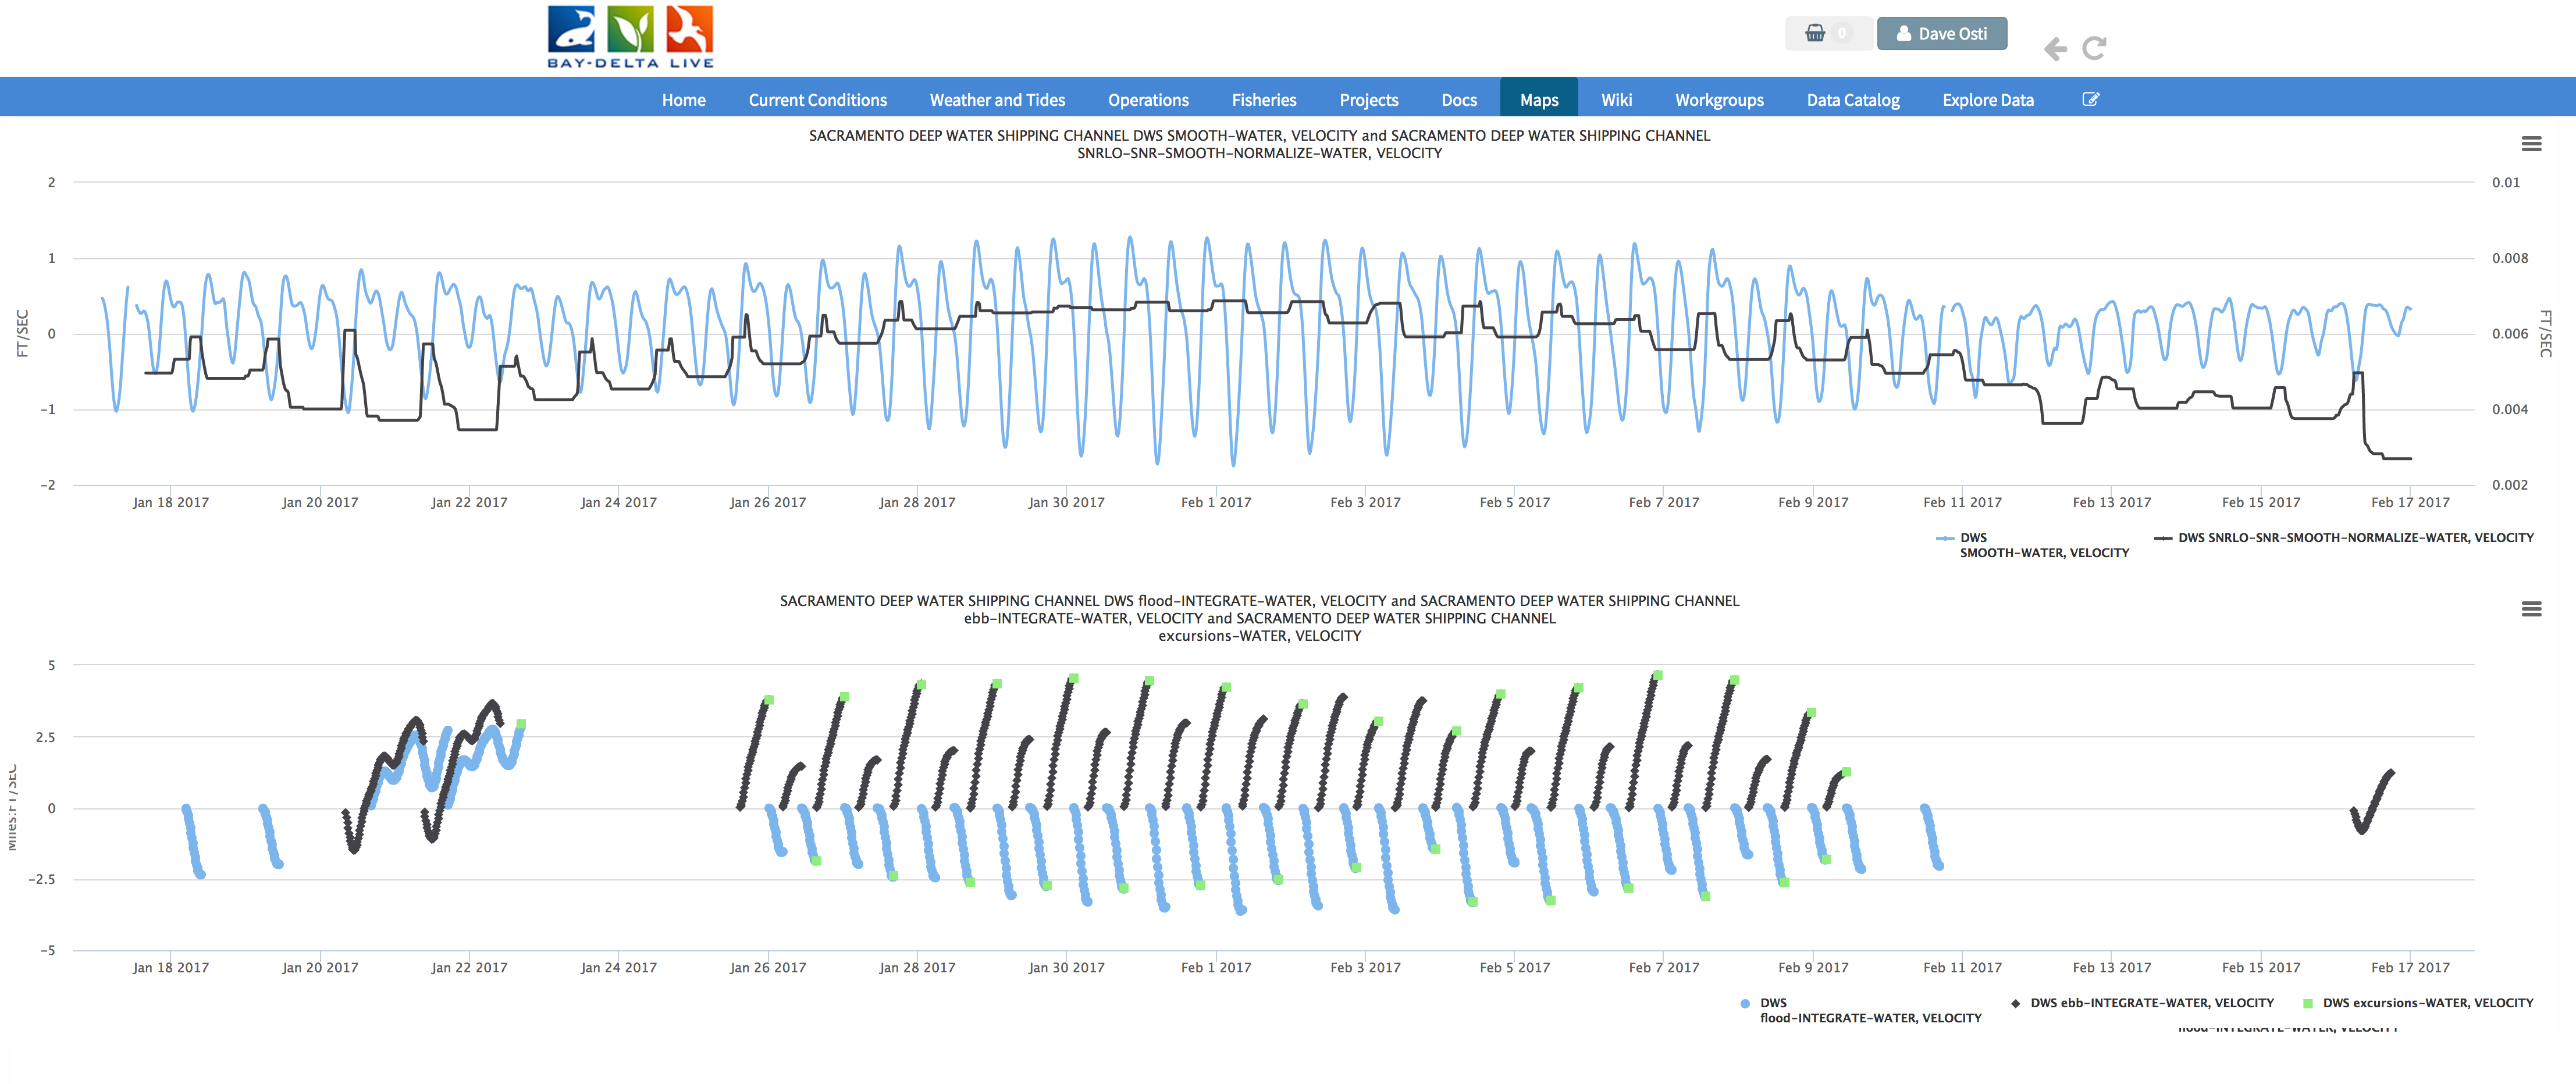 BAY-DELTA LIVE
0
Dave Osti
Home Current Conditions Weather and Tides Operations Fisheries Projects Docs Maps Wiki Workgroups Data Catalog Explore Data
SACRAMENTO DEEP WATER SHIPPING CHANNEL DWS SMOOTH-WATER, VELOCITY and SACRAMENTO DEEP WATER SHIPPING CHANNEL
SNRLO-SNR-SMOOTH-NORMALIZE-WATER, VELOCITY
2
1
0
-1
-2
FT/SEC
0.01
0.008
0.006
0.004
0.002
FT/SEC
Jan 18 2017 Jan 20 2017 Jan 22 2017 Jan 24 2017 Jan 26 2017 Jan 28 2017 Jan 30 2017 Feb 1 2017 Feb 3 2017 Feb 5 2017 Feb 7 2017 Feb 9 2017 Feb 11 2017 Feb 13 2017 Feb 15 2017 Feb 17 2017
DWS
SMOOTH-WATER, VELOCITY
DWS SNRLO-SNR-SMOOTH-NORMALIZE-WATER, VELOCITY
SACRAMENTO DEEP WATER SHIPPING CHANNEL DWS flood-INTEGRATE-WATER, VELOCITY and SACRAMENTO DEEP WATER SHIPPING CHANNEL
ebb-INTEGRATE-WATER, VELOCITY and SACRAMENTO DEEP WATER SHIPPING CHANNEL
excursions-WATER, VELOCITY
5
2.5
0
-2.5
-5
Miles:FT/SEC
Jan 18 2017 Jan 20 2017 Jan 22 2017 Jan 24 2017 Jan 26 2017 Jan 28 2017 Jan 30 2017 Feb 1 2017 Feb 3 2017 Feb 5 2017 Feb 7 2017 Feb 9 2017 Feb 11 2017 Feb 13 2017 Feb 15 2017 Feb 17 2017
DWS
flood-INTEGRATE-WATER, VELOCITY
DWS ebb-INTEGRATE-WATER, VELOCITY
DWS excursions-WATER, VELOCITY
flood-INTEGRATE-WATER, VELOCITY